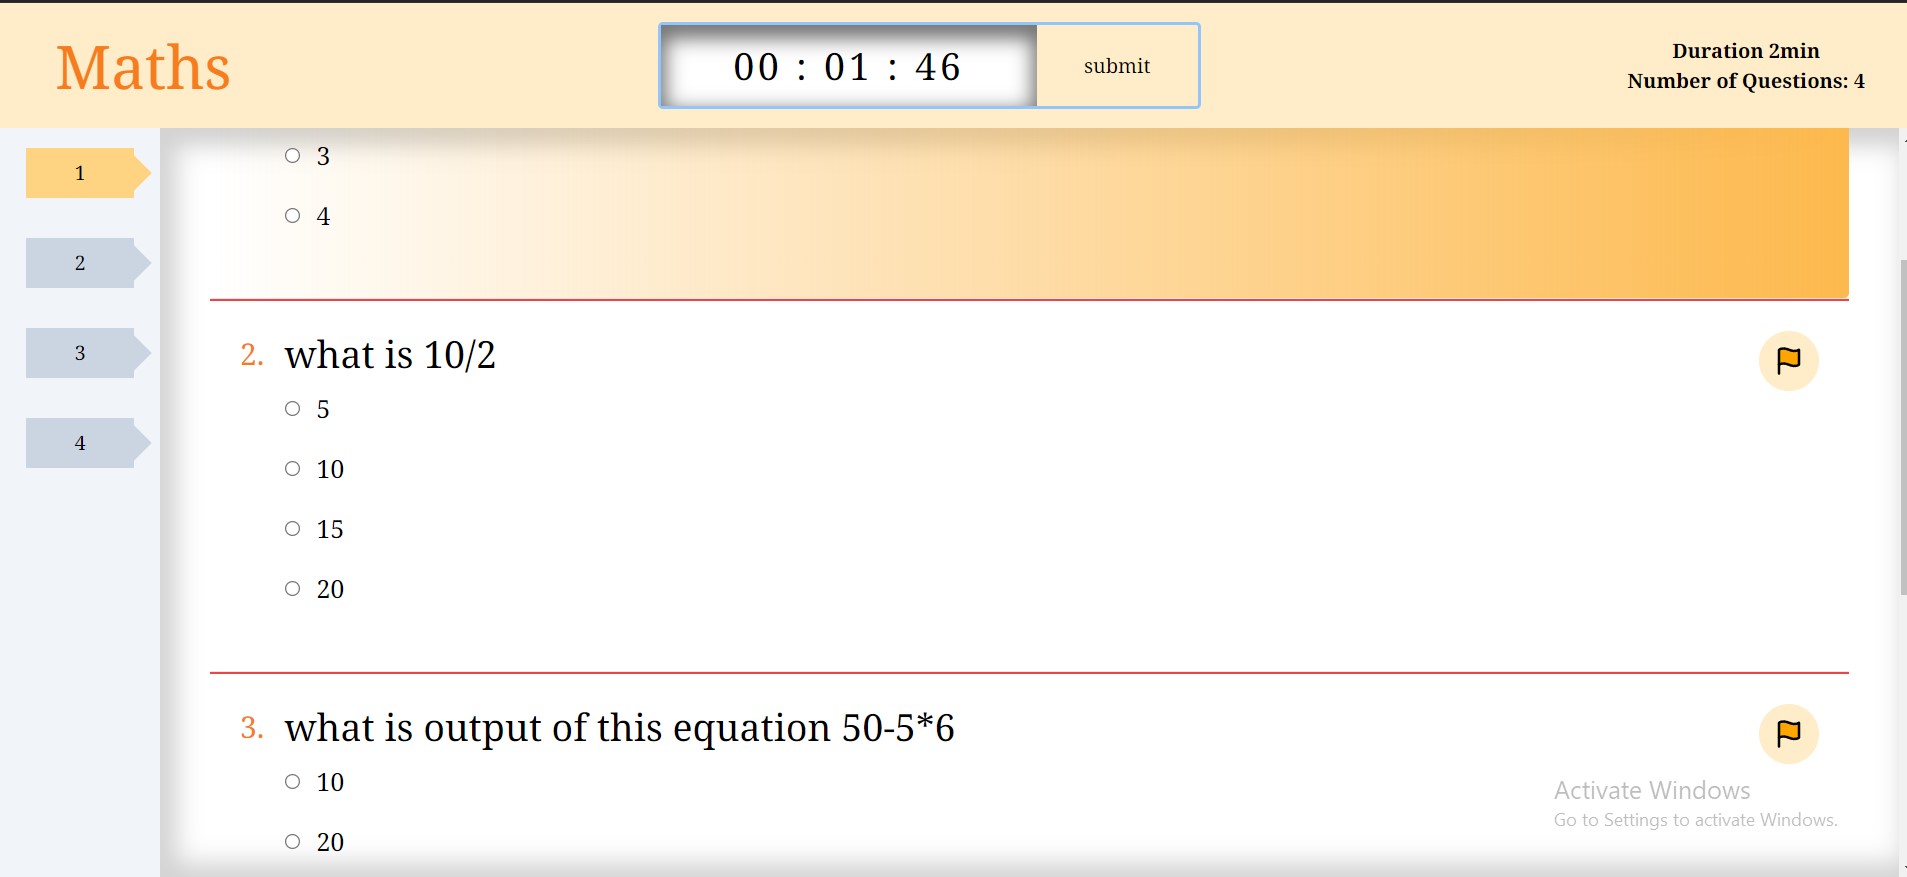 Maths
00 : 01 : 46
submit
Duration 2min
Number of Questions: 4
1
2
3
4
3
4
2. what is 10/2
5
10
15
20
3. what is output of this equation 50-5*6
10
20
Activate Windows
Go to Settings to activate Windows.